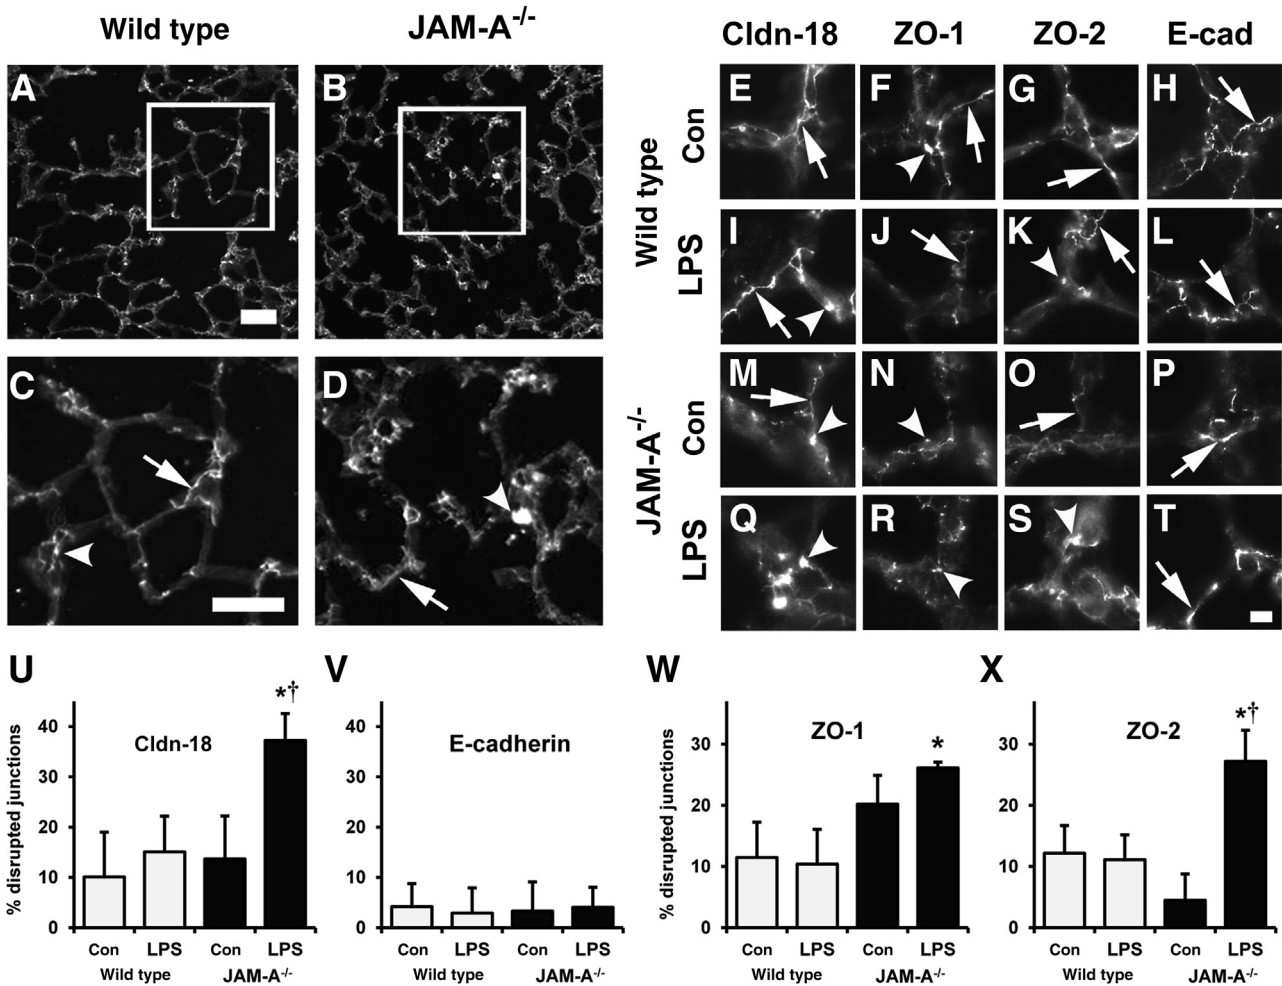 Wild type
JAM-A-/-
Cldn-18
ZO-1
ZO-2
E-cad
A
B
C
D
Wild type
Con
E
F
G
H
LPS
I
J
K
L
JAM-A-/-
Con
M
N
O
P
LPS
Q
R
S
T
U
% disrupted junctions
Cldn-18
*†
40
30
20
10
0
Con LPS Con LPS
Wild type JAM-A-/-
V
E-cadherin
40
30
20
10
0
Con LPS Con LPS
Wild type JAM-A-/-
W
% disrupted junctions
ZO-1
*
30
20
10
0
Con LPS Con LPS
Wild type JAM-A-/-
X
ZO-2
*†
30
20
10
0
Con LPS Con LPS
Wild type JAM-A-/-